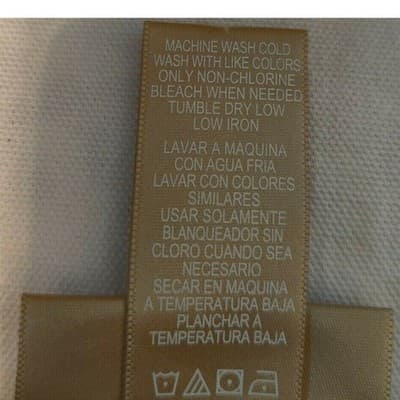 MACHINE WASH COLD
WASH WITH LIKE COLORS
ONLY NON-CHLORINE
BLEACH WHEN NEEDED
TUMBLE DRY LOW
LOW IRON
LAVAR A MAQUINA
CON AGUA FRIA
LAVAR CON COLORES
SIMILARES
USAR SOLAMENTE
BLANQUEADOR SIN
CLORO CUANDO SEA
NECESARIO
SECAR EN MAQUINA
A TEMPERATURA BAJA
PLANCHAR A
TEMPERATURA BAJA